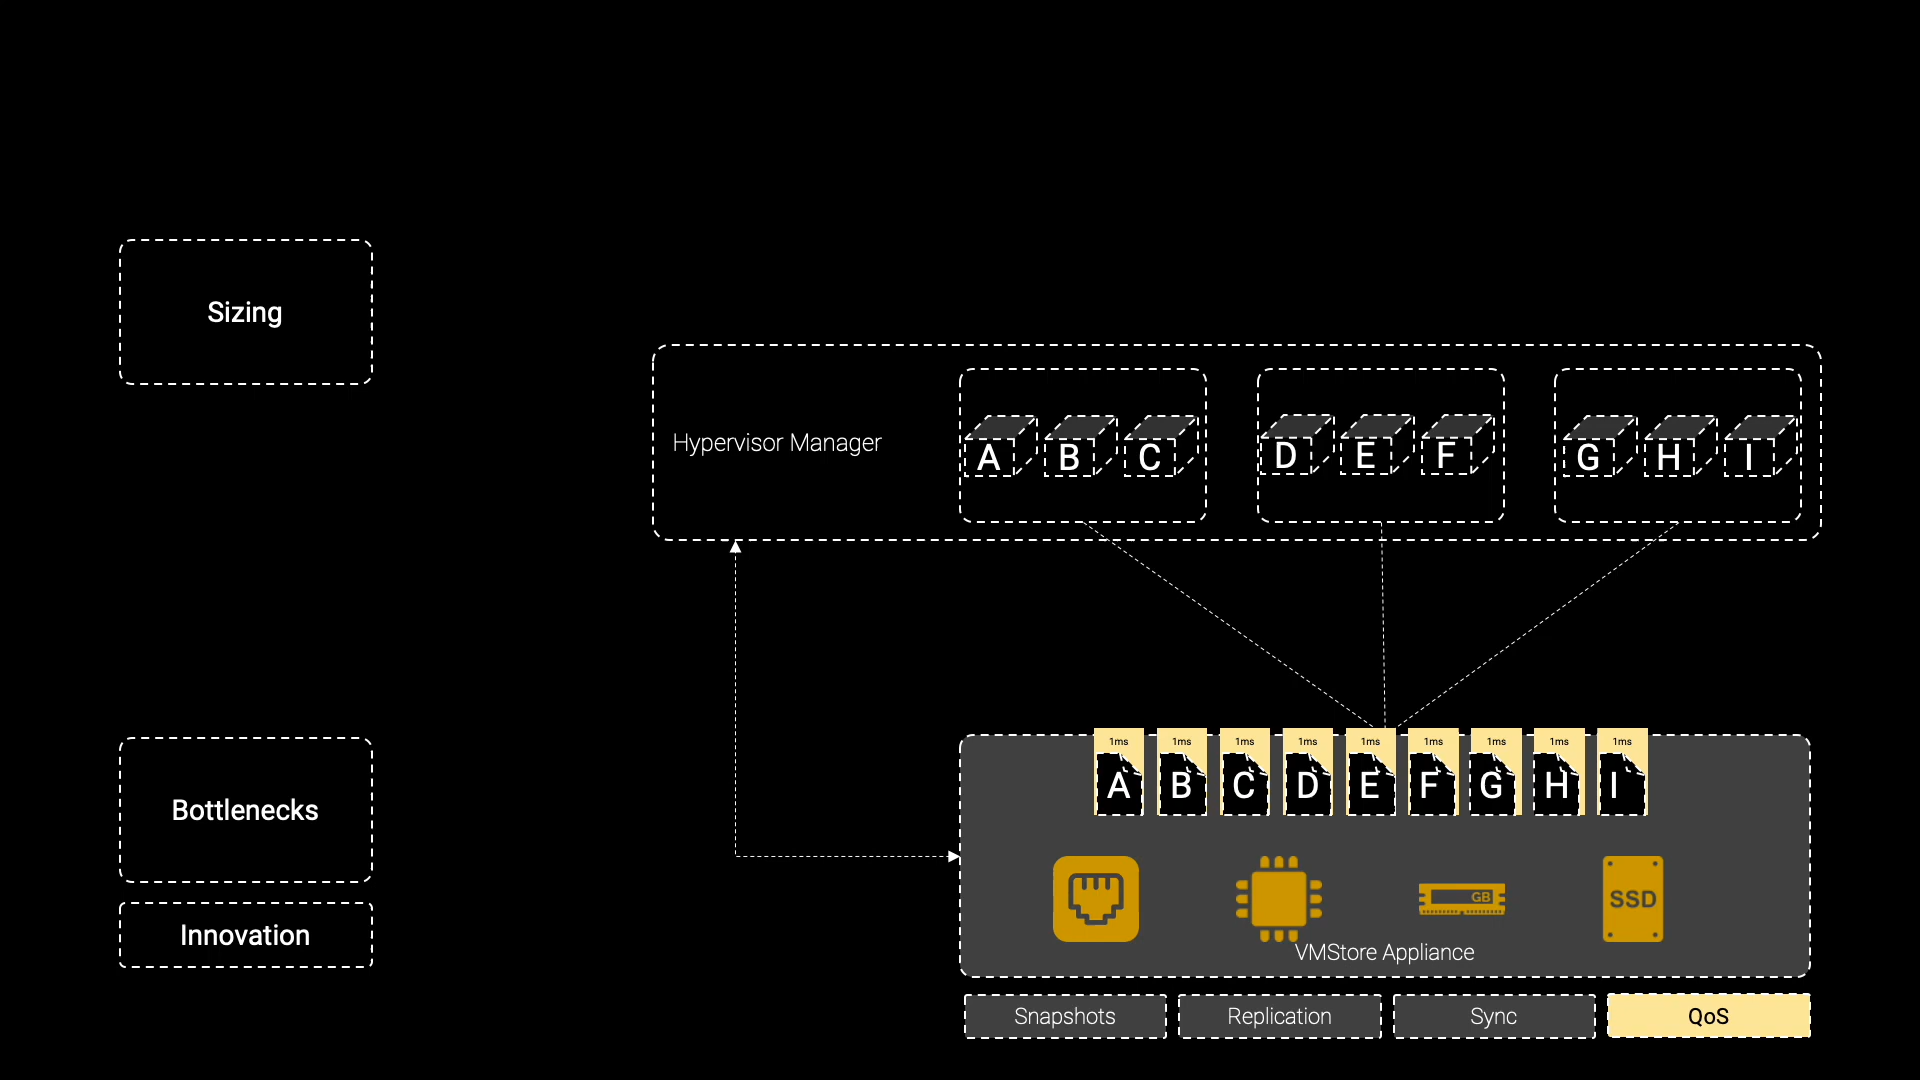 Sizing
Hypervisor Manager
A B C D E F G H I
1ms 1ms 1ms 1ms 1ms 1ms 1ms 1ms 1ms
A B C D E F G H I
Bottlenecks
GB
SSD
Innovation
VMStore Appliance
Snapshots Replication Sync QoS